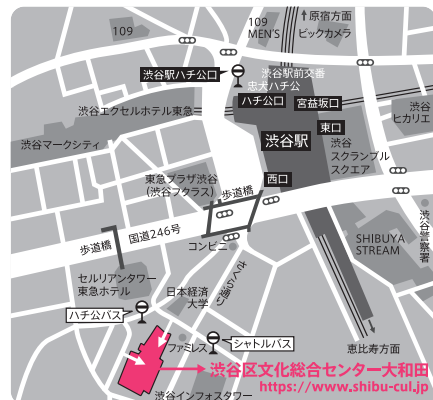 109
109
MEN'S
↑原宿方面
ビックカメラ
渋谷駅ハチ公口
渋谷駅前交番
忠犬ハチ公
ハチ公口
宮益坂口
渋谷エクセルホテル東急
東口
渋谷
ヒカリエ
渋谷マークシティ
渋谷駅
渋谷
スクランブル
スクエア
東急プラザ渋谷
(渋谷フクラス)
西口
歩道橋
国道246号
歩道橋
コンビニ
渋谷警察署
SHIBUYA
STREAM
セルリアンタワー
東急ホテル
さくら通り
日本経済
大学
ハチ公バス
ファミレス
シャトルバス
恵比寿方面
渋谷区文化総合センター大和田
https://www.shibu-cul.jp
渋谷インフォスタワー